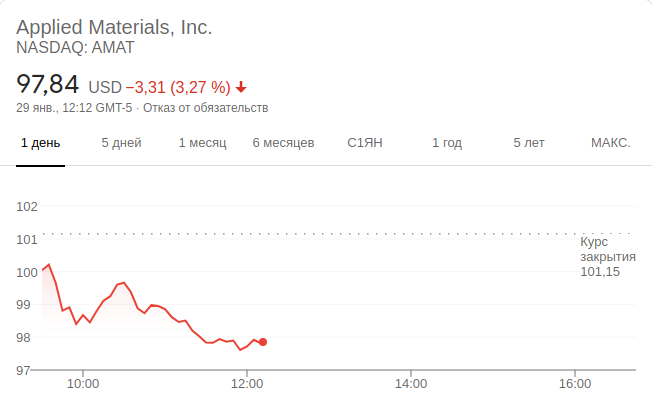 Applied Materials, Inc.
NASDAQ: AMAT
97,84 USD −3,31 (3,27 %)
29 янв., 12:12 GMT-5 · Отказ от обязательств
1 день 5 дней 1 месяц 6 месяцев С1ЯН 1 год 5 лет МАКС.
102
101
Курс
закрытия
101,15
100
99
98
97
10:00 12:00 14:00 16:00